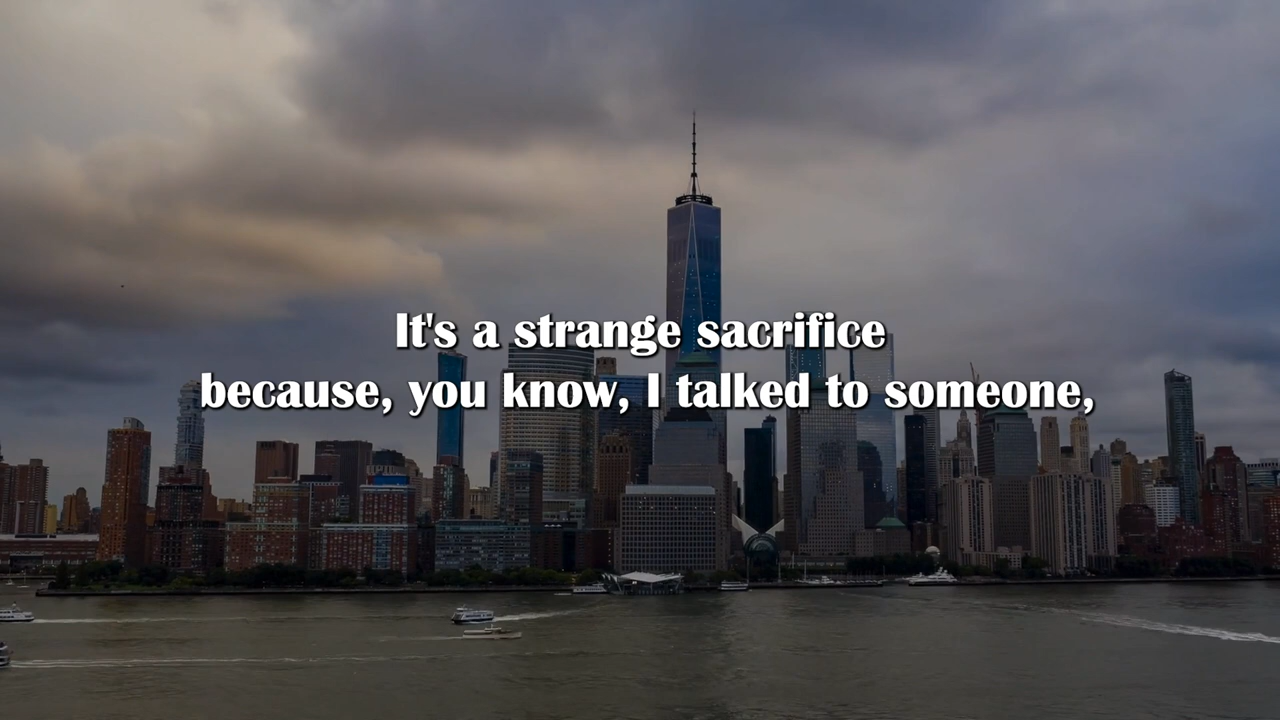 It's a strange sacrifice
because, you know, I talked to someone,